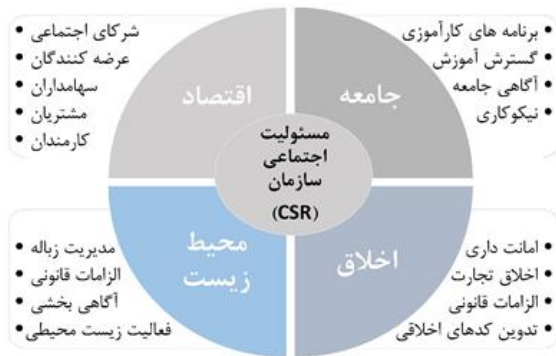 برنامه های کارآموزی
گسترش آموزش
آگاهی جامعه
نیکوکاری
جامعه
اقتصاد
شرکای اجتماعی
عرضه کنندگان
سهامداران
مشتریان
کارمندان
مسئولیت
اجتماعی
سازمان
(CSR)
امانت داری
اخلاق تجارت
الزامات قانونی
تدوین کدهای اخلاقی
اخلاق
محیط
زیست
مدیریت زباله
الزامات قانونی
آگاهی بخشی
فعالیت زیست محیطی